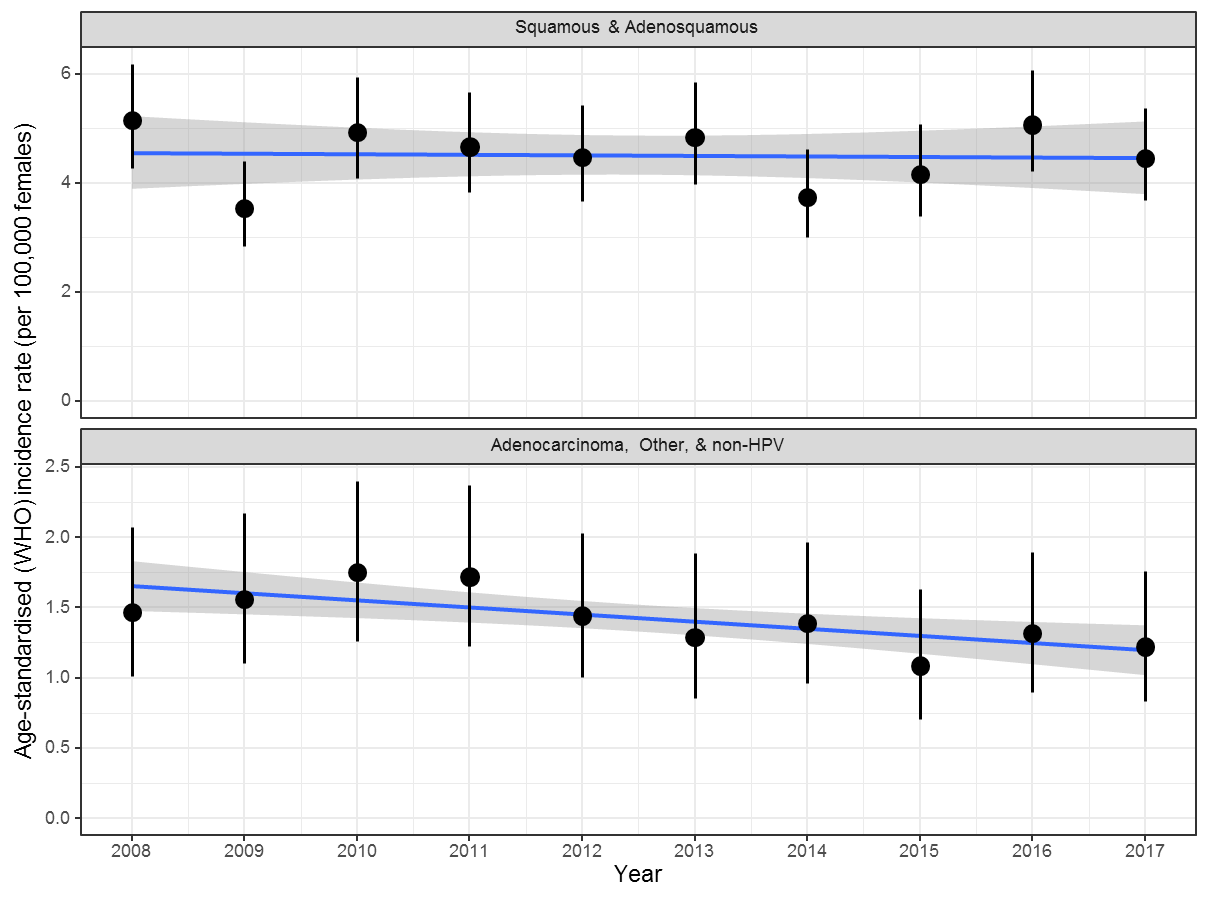 Squamous & Adenosquamous
6
4
2
0
Adenocarcinoma, Other, & non-HPV
2.5
2.0
1.5
1.0
0.5
0.0
2008 2009 2010 2011 2012 2013 2014 2015 2016 2017
Year
Age-standardised (WHO) incidence rate (per 100,000 females)